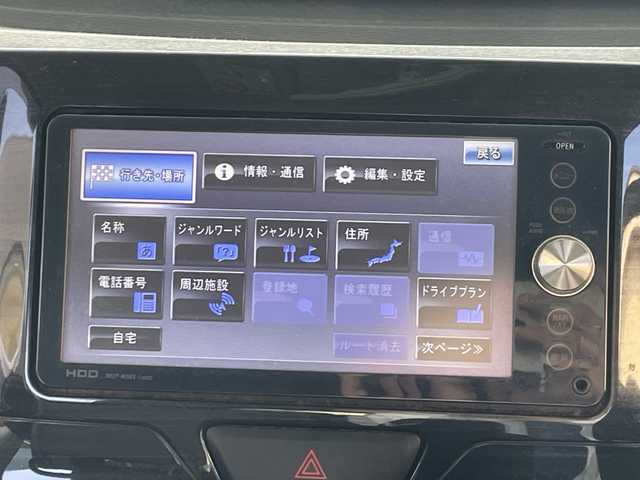 戻る
OPEN
行き先・場所
情報・通信
編集・設定
名称
ジャンルワード
ジャンルリスト
住所
通信
あ
電話番号
周辺施設
登録地
検索履歴
ドライブプラン
自宅
ルート消去
次ページ≫
HDD